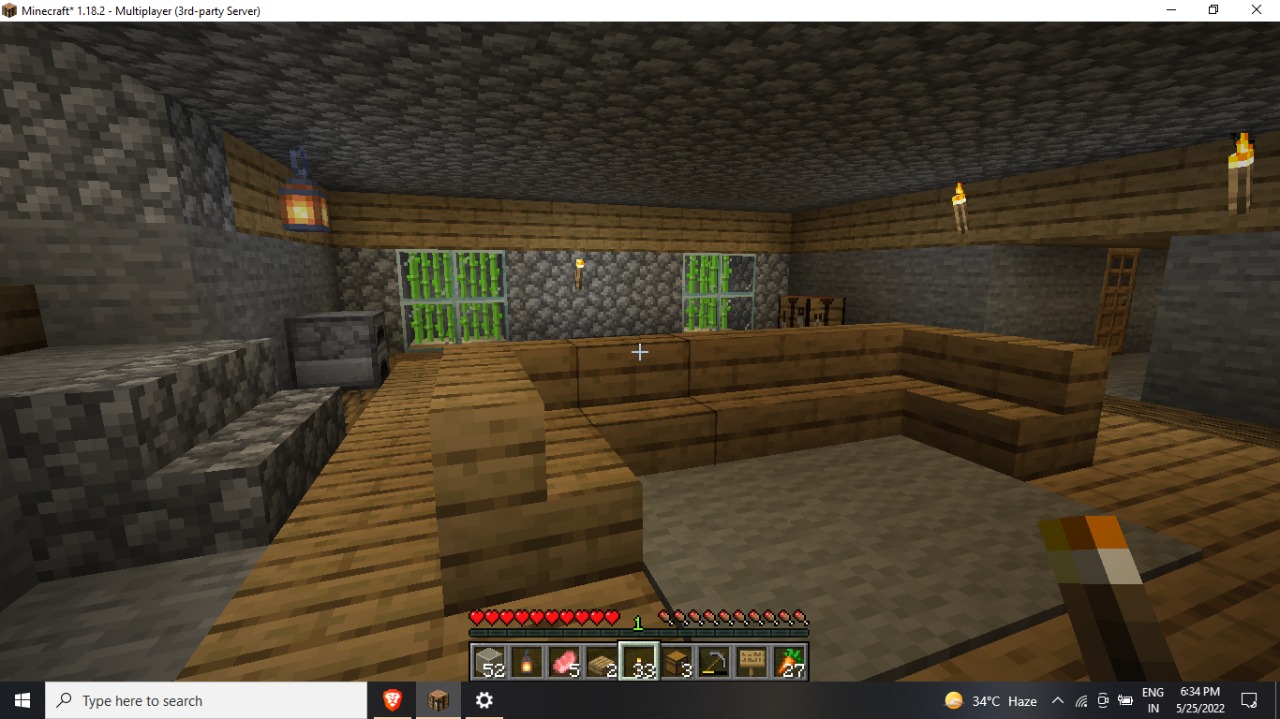 Minecraft* 1.18.2 - Multiplayer (3rd-party Server)
1
52
5
2
33
3
27
Type here to search
34°C Haze
ENG
IN
6:34 PM
5/25/2022